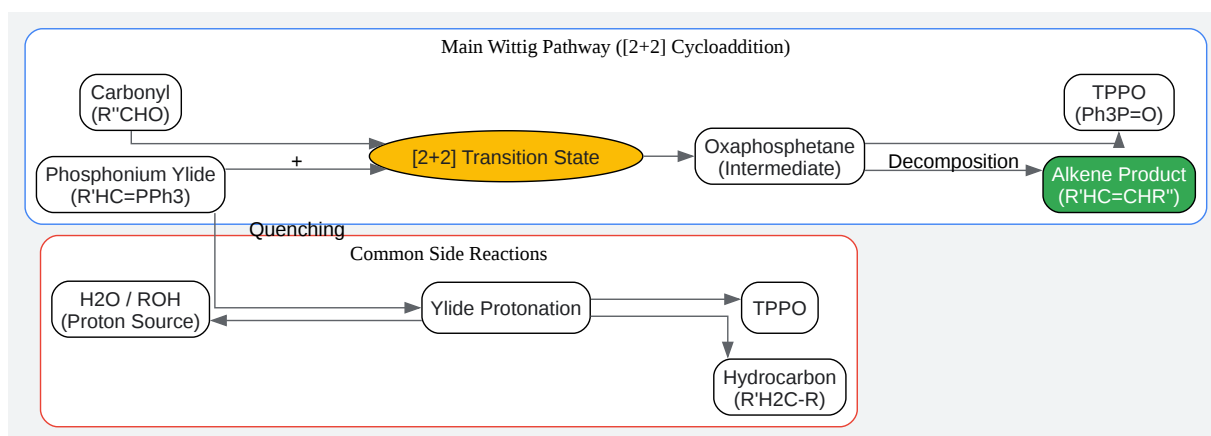 Main Wittig Pathway ([2+2] Cycloaddition)
Carbonyl
(R''CHO)
TPPO
(Ph3P=O)
[2+2] Transition State
+
Phosphonium Ylide
(R'HC=PPh3)
Oxaphosphetane
(Intermediate)
Decomposition
Alkene Product
(R'HC=CHR'')
Quenching
Common Side Reactions
H2O / ROH
(Proton Source)
Ylide Protonation
TPPO
Hydrocarbon
(R'H2C-R)